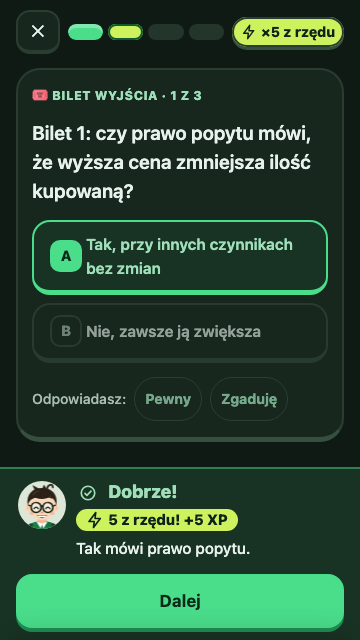 ×5 z rzędu
BILET WYJŚCIA · 1 Z 3
Bilet 1: czy prawo popytu mówi,
że wyższa cena zmniejsza ilość
kupowaną?
A
Tak, przy innych czynnikach
bez zmian
B
Nie, zawsze ją zwiększa
Odpowiadasz:
Pewny
Zgaduję
Dobrze!
5 z rzędu! +5 XP
Tak mówi prawo popytu.
Dalej